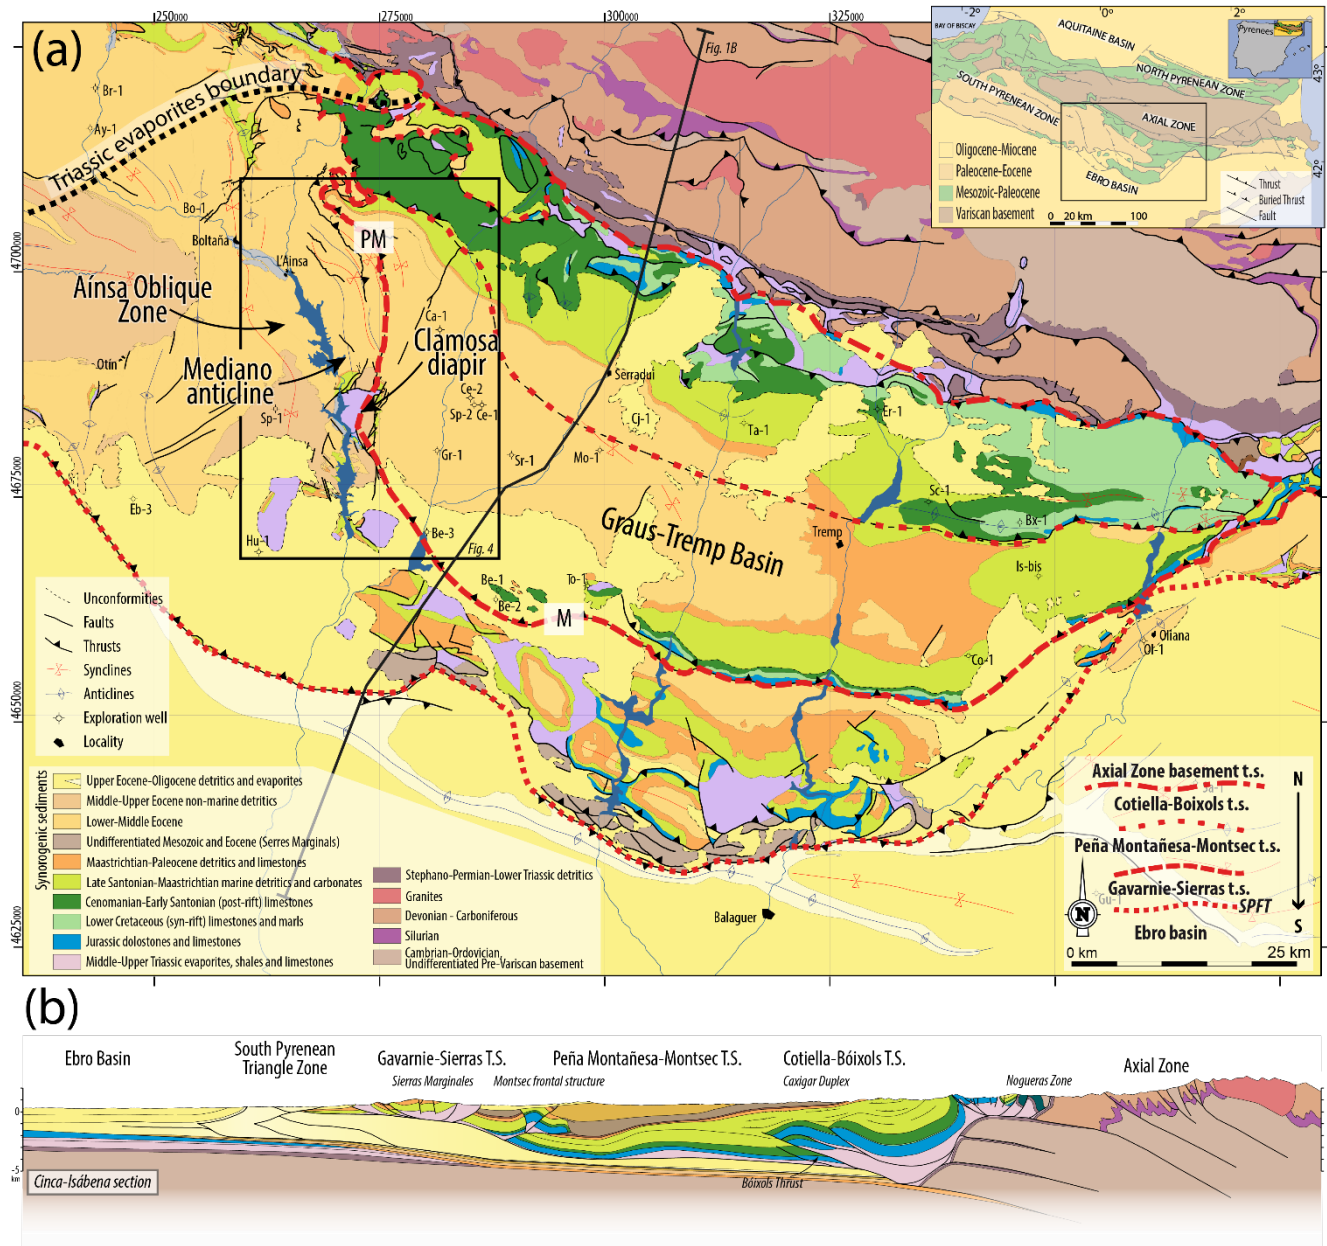 (a)
250000
275000
300000
325000
4700000
4675000
4650000
4625000
Fig. 1B
Br-1
Ay-1
Triassic evaporites boundary
Bo-1
Boltaña
L'Ainsa
PM
Aínsa Oblique
Zone
Ca-1
Clamosa
diapir
Mediano
anticline
Otín
Sp-1
Ce-2
Sp-2 Ce-1
Gr-1
Sr-1
Mo-1
Serradui
Cj-1
Ta-1
Er-1
Sc-1
Bx-1
Is-bis
Tremp
Graus-Tremp Basin
Eb-3
Hu-1
Be-3
Fig. 4
Be-1
Be-2
To-1
M
Co-1
Oliana
Ol-1
Balaguer
Gu-1
BAY OF BISCAY
-2°
0°
2°
43°
42°
Pyrenees
AQUITAINE BASIN
NORTH PYRENEAN ZONE
SOUTH PYRENEAN ZONE
AXIAL ZONE
EBRO BASIN
Oligocene-Miocene
Paleocene-Eocene
Mesozoic-Paleocene
Variscan basement
0 20 km 100
Thrust
Buried Thrust
Fault
Unconformities
Faults
Thrusts
Synclines
Anticlines
Exploration well
Locality
Synorogenic sediments
Upper Eocene-Oligocene detritics and evaporites
Middle-Upper Eocene non-marine detritics
Lower-Middle Eocene
Undifferentiated Mesozoic and Eocene (Serres Marginals)
Maastrichtian-Paleocene detritics and limestones
Late Santonian-Maastrichtian marine detritics and carbonates
Cenomanian-Early Santonian (post-rift) limestones
Lower Cretaceous (syn-rift) limestones and marls
Jurassic dolostones and limestones
Middle-Upper Triassic evaporites, shales and limestones
Stephano-Permian-Lower Triassic detritics
Granites
Devonian - Carboniferous
Silurian
Cambrian-Ordovician,
Undifferentiated Pre-Variscan basement
Axial Zone basement t.s.
Cotiella-Boixols t.s.
Peña Montañesa-Montsec t.s.
Gavarnie-Sierras t.s.
SPFT
Ebro basin
N
S
N
0 km 25 km
(b)
Ebro Basin
South Pyrenean
Triangle Zone
Gavarnie-Sierras T.S.
Sierras Marginales
Montsec frontal structure
Peña Montañesa-Montsec T.S.
Cotiella-Bóixols T.S.
Caxigar Duplex
Nogueras Zone
Axial Zone
0
-5
km
Cinca-Isábena section
Bóixols Thrust